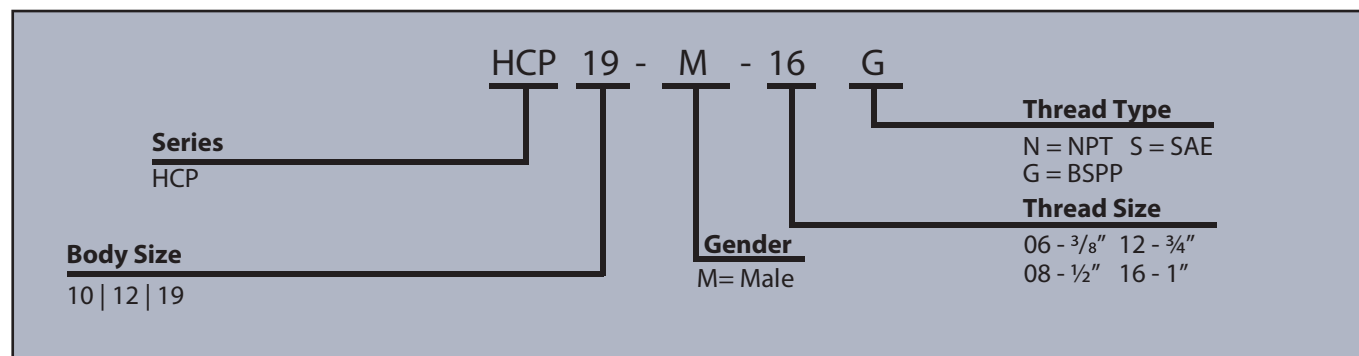 HCP 19 - M - 16 G
Series
HCP
Body Size
10 | 12 | 19
Gender
M= Male
Thread Type
N = NPT S = SAE
G = BSPP
Thread Size
06 - ³/₈” 12 - ¾”
08 - ½” 16 - 1”